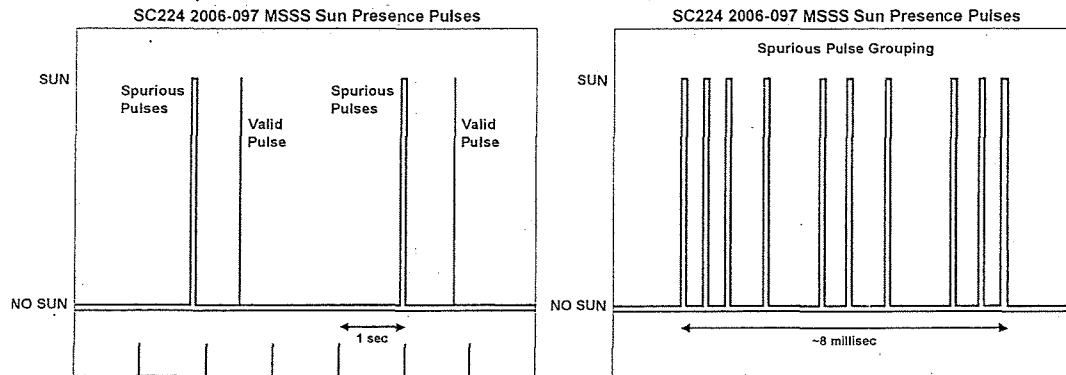 SC224 2006-097 MSSS Sun Presence Pulses
SUN
Spurious
Pulses
Valid
Pulse
Spurious
Pulses
Valid
Pulse
NO SUN
1 sec
SC224 2006-097 MSSS Sun Presence Pulses
Spurious Pulse Grouping
SUN
NO SUN
~8 millisec